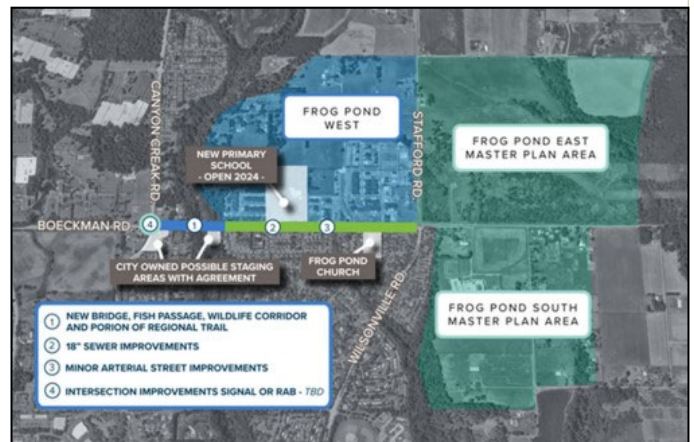 CANYON CREAK RD.
FROG POND
WEST
STAFFORD RD.
FROG POND EAST
MASTER PLAN AREA
NEW PRIMARY
SCHOOL
- OPEN 2024 -
BOECKMAN RD.
4
1
2
3
CITY OWNED POSSIBLE STAGING
AREAS WITH AGREEMENT
FROG POND
CHURCH
WILSONVILLE RD.
FROG POND SOUTH
MASTER PLAN AREA
1 NEW BRIDGE, FISH PASSAGE, WILDLIFE CORRIDOR
AND PORION OF REGIONAL TRAIL
2 18" SEWER IMPROVEMENTS
3 MINOR ARTERIAL STREET IMPROVEMENTS
4 INTERSECTION IMPROVEMENTS SIGNAL OR RAB - TBD